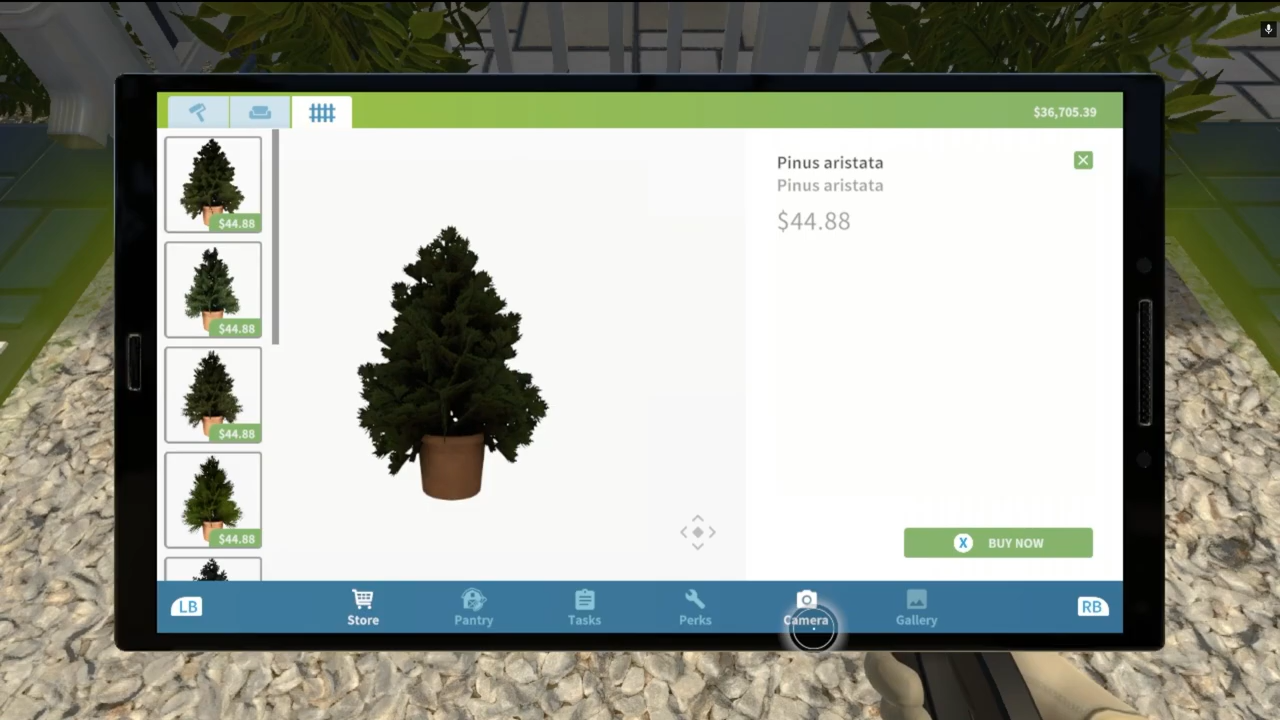 $36,705.39
$44.88
$44.88
$44.88
$44.88
Pinus aristata
Pinus aristata
$44.88
X BUY NOW
LB
Store
Pantry
Tasks
Perks
Camera
Gallery
RB